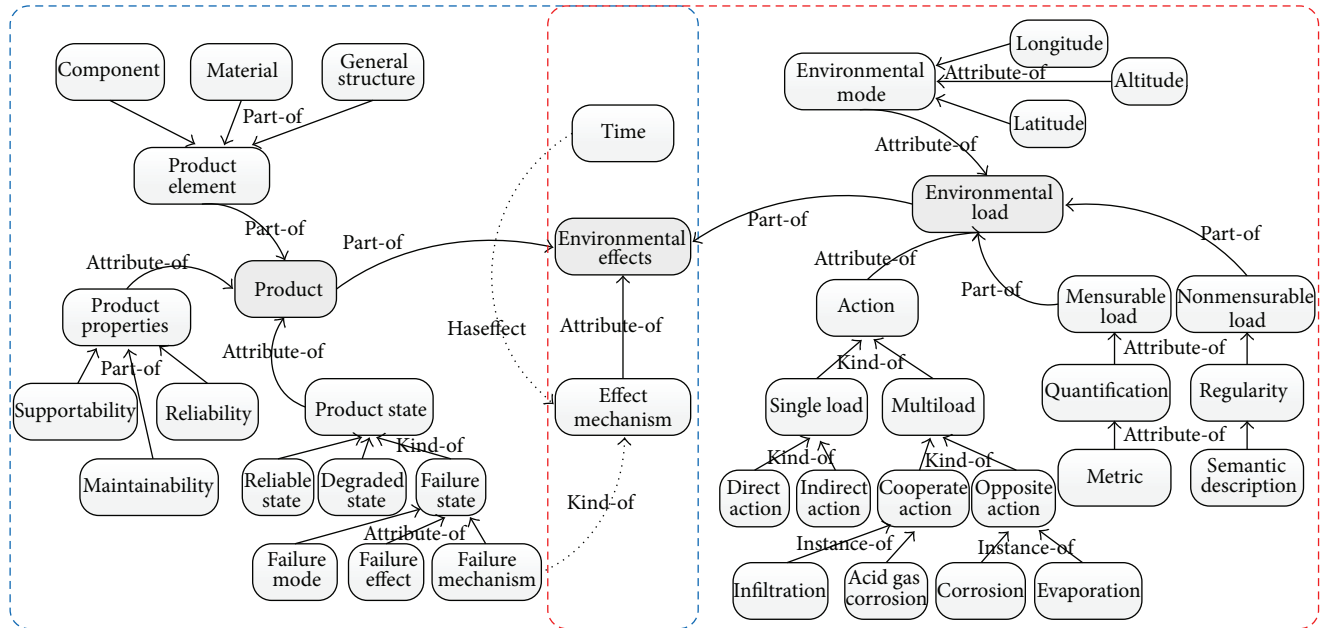 Component
Material
General
structure
Part-of
Product
element
Part-of
Attribute-of
Product
properties
Product
Part-of
Part-of
Supportability
Reliability
Maintainability
Attribute-of
Product state
Kind-of
Reliable
state
Degraded
state
Failure
state
Attribute-of
Failure
mode
Failure
effect
Failure
mechanism
Time
Environmental
effects
Haseffect
Attribute-of
Effect
mechanism
Kind-of
Environmental
mode
Longitude
Attribute-of
Altitude
Latitude
Attribute-of
Environmental
load
Part-of
Attribute-of
Part-of
Part-of
Action
Mensurable
load
Nonmensurable
load
Kind-of
Attribute-of
Single load
Multiload
Quantification
Regularity
Kind-of
Kind-of
Attribute-of
Direct
action
Indirect
action
Cooperate
action
Opposite
action
Metric
Semantic
description
Instance-of
Instance-of
Infiltration
Acid gas
corrosion
Corrosion
Evaporation